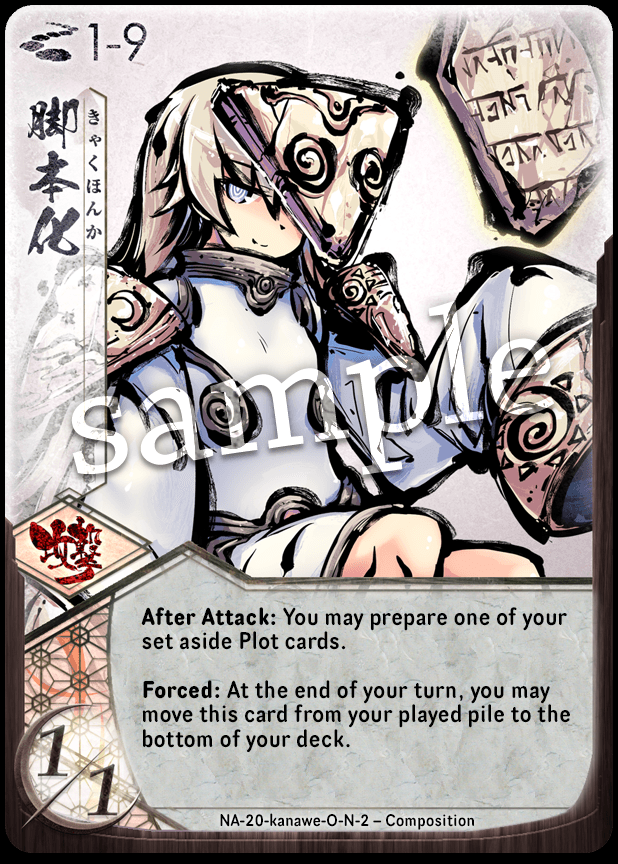 1-9
脚本化
きゃくほんか
sample
攻撃
After Attack: You may prepare one of your
set aside Plot cards.
Forced: At the end of your turn, you may
move this card from your played pile to the
bottom of your deck.
1/1
NA-20-kanawe-O-N-2 – Composition